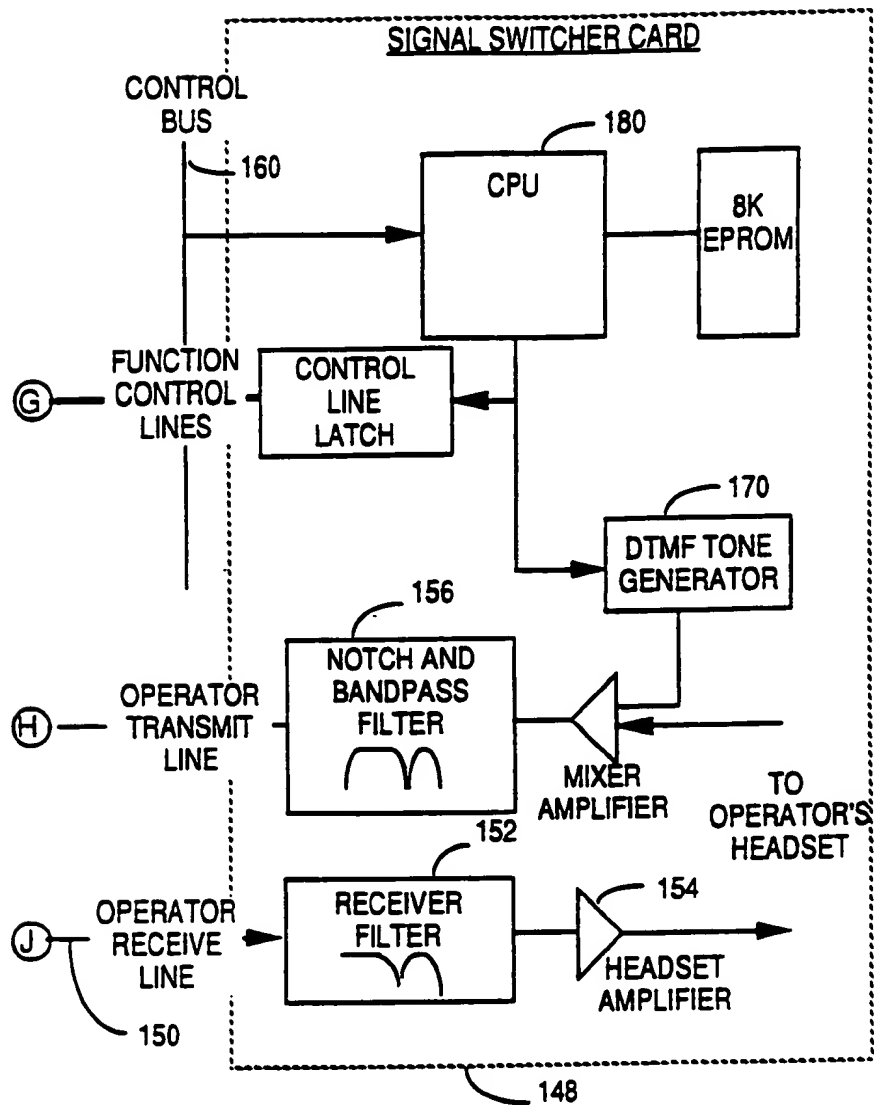 SIGNAL SWITCHER CARD
CONTROL
BUS
160
180
CPU
8K
EPROM
FUNCTION
CONTROL
LINES
G
CONTROL
LINE
LATCH
170
DTMF TONE
GENERATOR
156
NOTCH AND
BANDPASS
FILTER
H
OPERATOR
TRANSMIT
LINE
MIXER
AMPLIFIER
TO
OPERATOR'S
HEADSET
152
RECEIVER
FILTER
154
J
OPERATOR
RECEIVE
LINE
HEADSET
AMPLIFIER
150
148